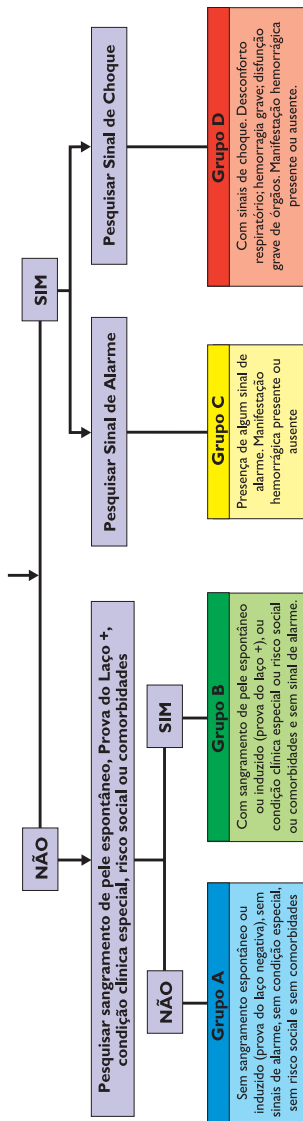 NÃO
SIM
Pesquisar sangramento de pele espontâneo, Prova do Laço +,
condição clínica especial, risco social ou comorbidades
Pesquisar Sinal de Alarme
Pesquisar Sinal de Choque
NÃO
SIM
Grupo A
Sem sangramento espontâneo ou
induzido (prova do laço negativa), sem
sinais de alarme, sem condição especial,
sem risco social e sem comorbidades
Grupo B
Com sangramento de pele espontâneo
ou induzido (prova do laço +), ou
condição clínica especial ou risco social
ou comorbidades e sem sinal de alarme.
Grupo C
Presença de algum sinal de
alarme. Manifestação
hemorrágica presente ou
ausente
Grupo D
Com sinais de choque. Desconforto
respiratório; hemorragia grave; disfunção
grave de órgãos. Manifestação hemorrágica
presente ou ausente.